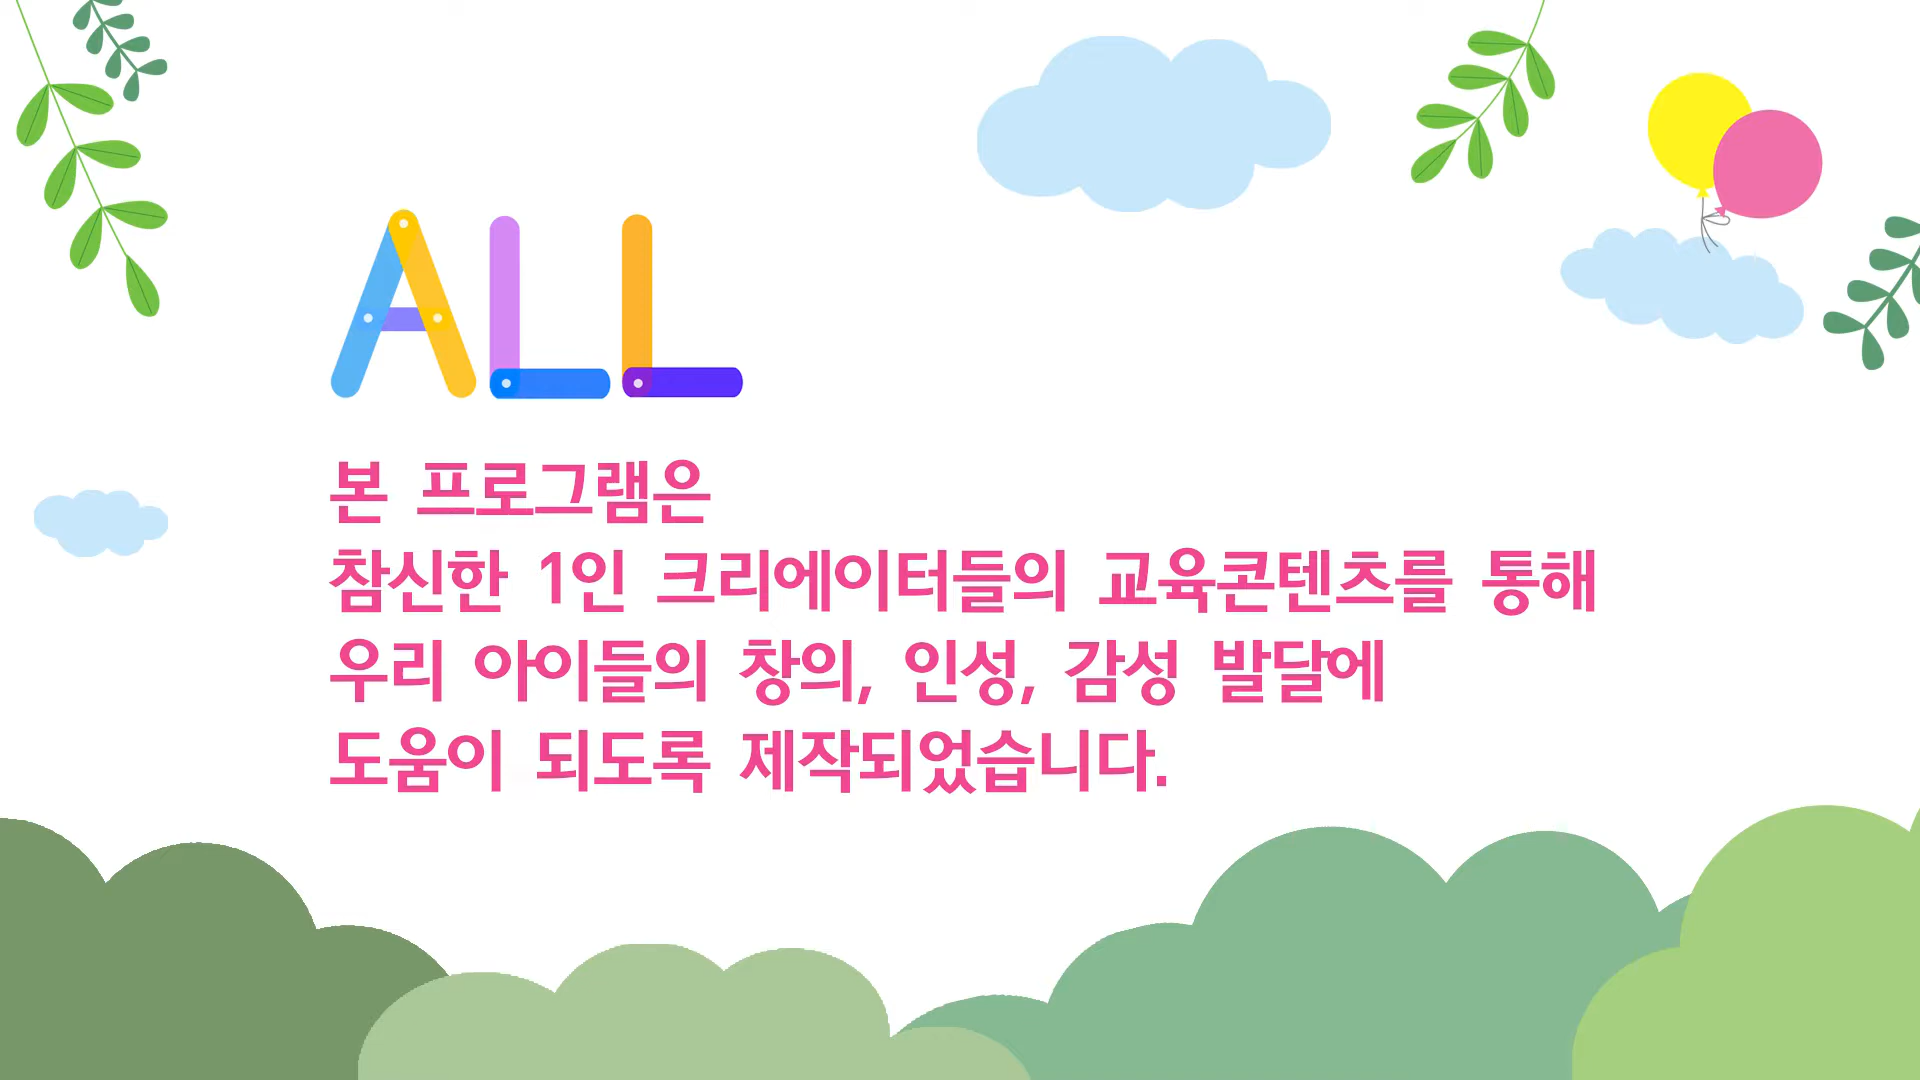 ALL
본 프로그램은
참신한 1인 크리에이터들의 교육콘텐츠를 통해
우리 아이들의 창의, 인성, 감성 발달에
도움이 되도록 제작되었습니다.